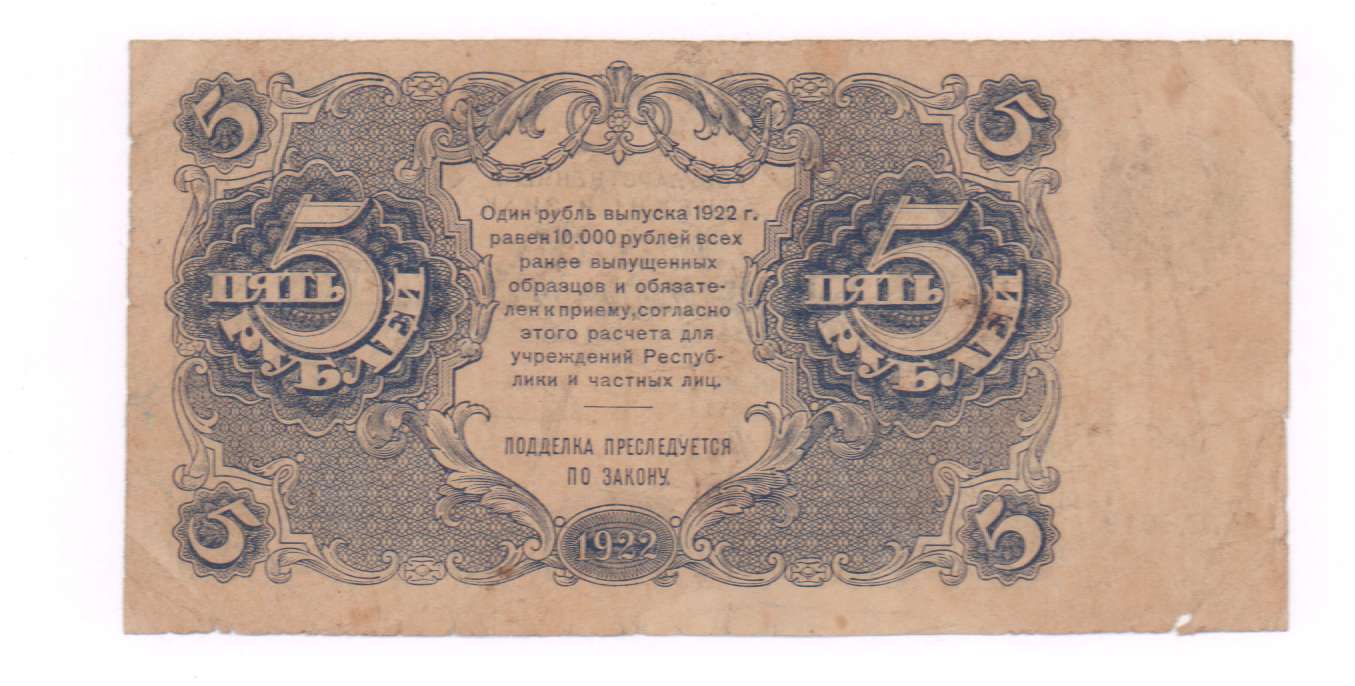 5 5
Один рубль выпуска 1922 г.
равен 10.000 рублей всех
ранее выпущенных
образцов и обязате-
лен к приему, согласно
этого расчета для
учреждений Респуб-
лики и частных лиц.
5 ПЯТЬ РУБЛЕЙ
5 ПЯТЬ РУБЛЕЙ
ПОДДЕЛКА ПРЕСЛЕДУЕТСЯ
ПО ЗАКОНУ.
5 1922 5